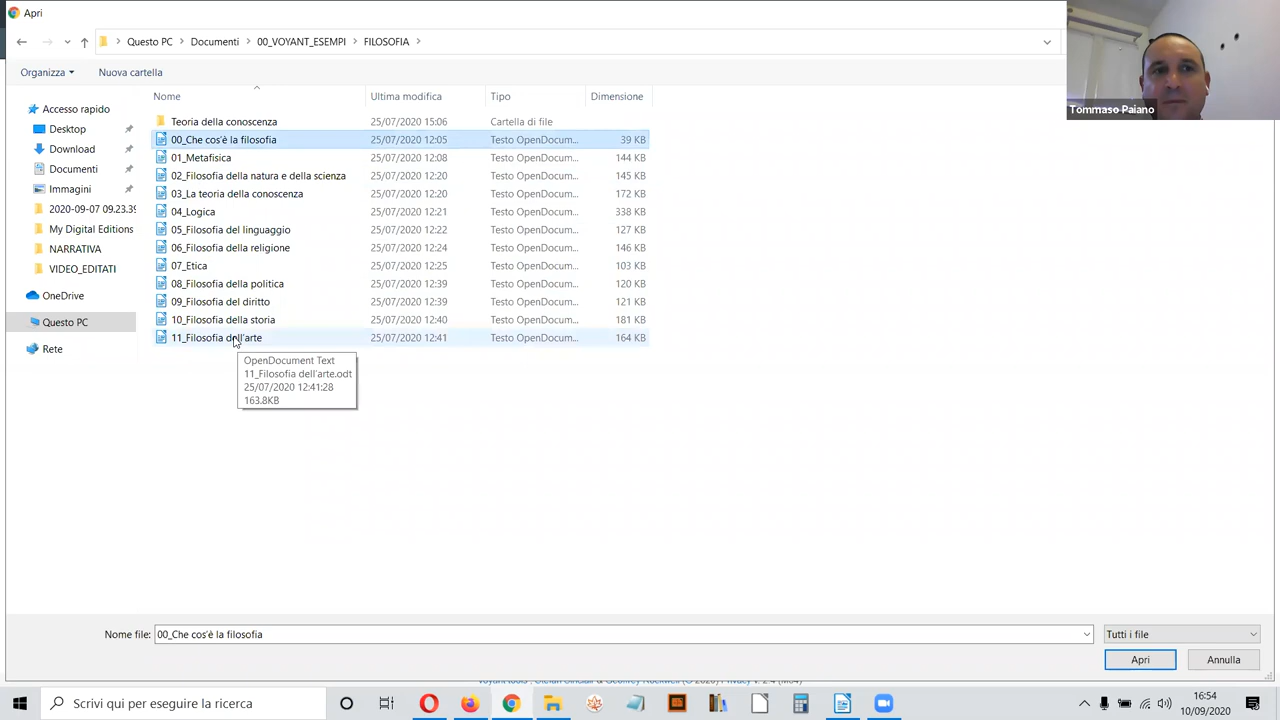 Apri
Questo PC > Documenti > 00_VOYANT_ESEMPI > FILOSOFIA >
Organizza Nuova cartella
Nome Ultima modifica Tipo Dimensione
Accesso rapido
Desktop
Download
Documenti
Immagini
2020-09-07 09.23.39
My Digital Editions
NARRATIVA
VIDEO_EDITATI
OneDrive
Questo PC
Rete
Teoria della conoscenza 25/07/2020 15:06 Cartella di file
00_Che cos'è la filosofia 25/07/2020 12:05 Testo OpenDocum... 39 KB
01_Metafisica 25/07/2020 12:08 Testo OpenDocum... 144 KB
02_Filosofia della natura e della scienza 25/07/2020 12:20 Testo OpenDocum... 145 KB
03_La teoria della conoscenza 25/07/2020 12:20 Testo OpenDocum... 172 KB
04_Logica 25/07/2020 12:21 Testo OpenDocum... 338 KB
05_Filosofia del linguaggio 25/07/2020 12:22 Testo OpenDocum... 127 KB
06_Filosofia della religione 25/07/2020 12:24 Testo OpenDocum... 146 KB
07_Etica 25/07/2020 12:25 Testo OpenDocum... 103 KB
08_Filosofia della politica 25/07/2020 12:39 Testo OpenDocum... 120 KB
09_Filosofia del diritto 25/07/2020 12:39 Testo OpenDocum... 121 KB
10_Filosofia della storia 25/07/2020 12:40 Testo OpenDocum... 181 KB
11_Filosofia dell'arte 25/07/2020 12:41 Testo OpenDocum... 164 KB
OpenDocument Text
11_Filosofia dell'arte.odt
25/07/2020 12:41:28
163.8KB
Tommaso Paiano
Nome file: 00_Che cos'è la filosofia Tutti i file
Apri Annulla
Scrivi qui per eseguire la ricerca
16:54
10/09/2020